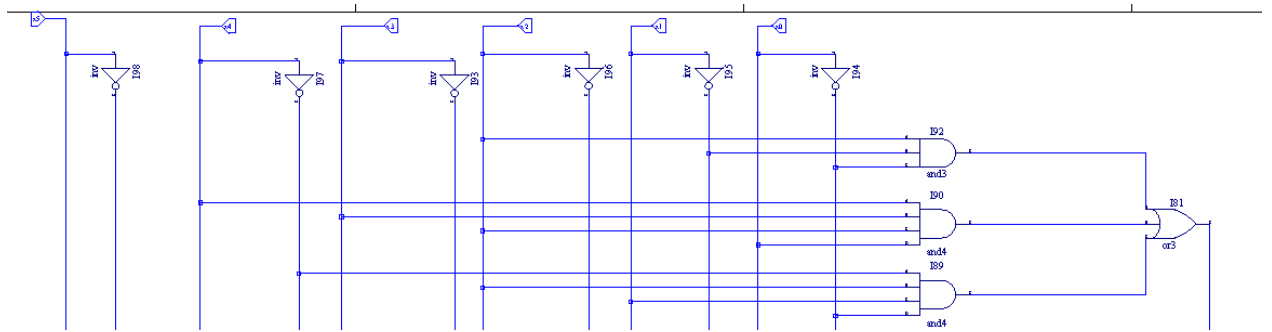 x5
x4
x3
x2
x1
x0
inv
I98
inv
I97
inv
I93
inv
I96
inv
I95
inv
I94
I92
and3
I90
and4
I81
or3
I89
and4